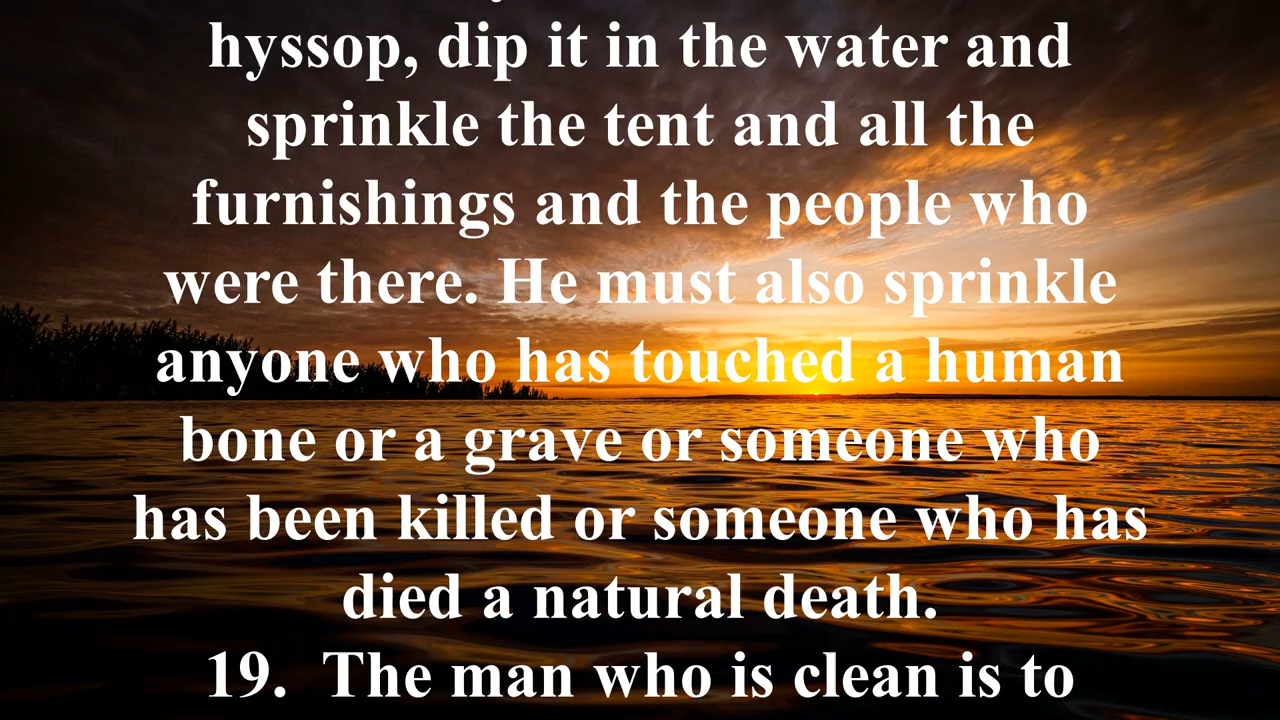 hyssop, dip it in the water and
sprinkle the tent and all the
furnishings and the people who
were there. He must also sprinkle
anyone who has touched a human
bone or a grave or someone who
has been killed or someone who has
died a natural death.
19. The man who is clean is to